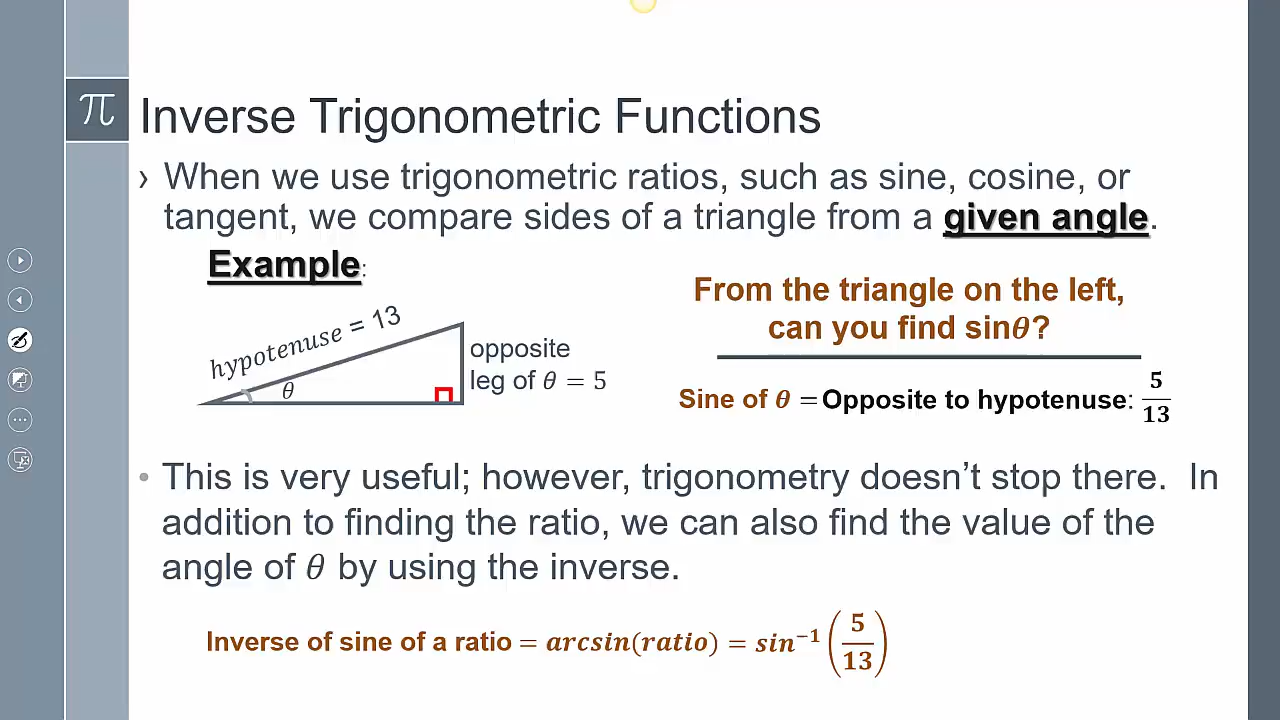 π
Inverse Trigonometric Functions
› When we use trigonometric ratios, such as sine, cosine, or
tangent, we compare sides of a triangle from a given angle.
Example:
hypotenuse = 13
θ
opposite
leg of θ = 5
From the triangle on the left,
can you find sinθ?
Sine of θ = Opposite to hypotenuse: 5/13
• This is very useful; however, trigonometry doesn’t stop there. In
addition to finding the ratio, we can also find the value of the
angle of θ by using the inverse.
Inverse of sine of a ratio = arcsin(ratio) = sin⁻¹(5/13)